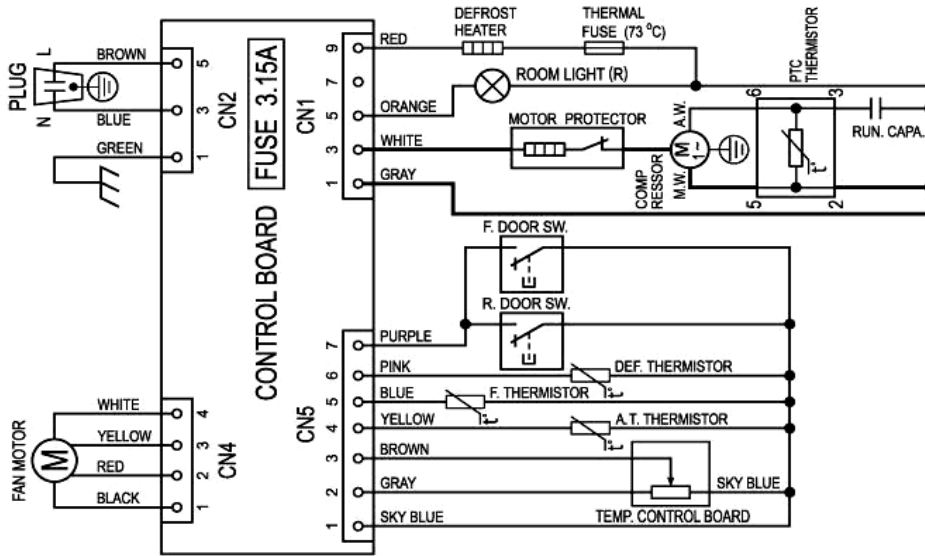 PLUG
L
N
BROWN
BLUE
GREEN
5
3
1
CN2
FUSE 3.15A
CONTROL BOARD
CN1
9
7
5
3
1
RED
ORANGE
WHITE
GRAY
DEFROST
HEATER
THERMAL
FUSE (73 °C)
ROOM LIGHT (R)
MOTOR PROTECTOR
COMP
RESSOR
M
1~
A.W.
M.W.
PTC
THERMISTOR
6
3
5
2
t°
RUN. CAPA.
F. DOOR SW.
R. DOOR SW.
CN5
7
6
5
4
3
2
1
PURPLE
PINK
BLUE
YELLOW
BROWN
GRAY
SKY BLUE
DEF. THERMISTOR
t°
F. THERMISTOR
t°
A.T. THERMISTOR
t°
SKY BLUE
TEMP. CONTROL BOARD
FAN MOTOR
M
WHITE
YELLOW
RED
BLACK
4
3
2
1
CN4